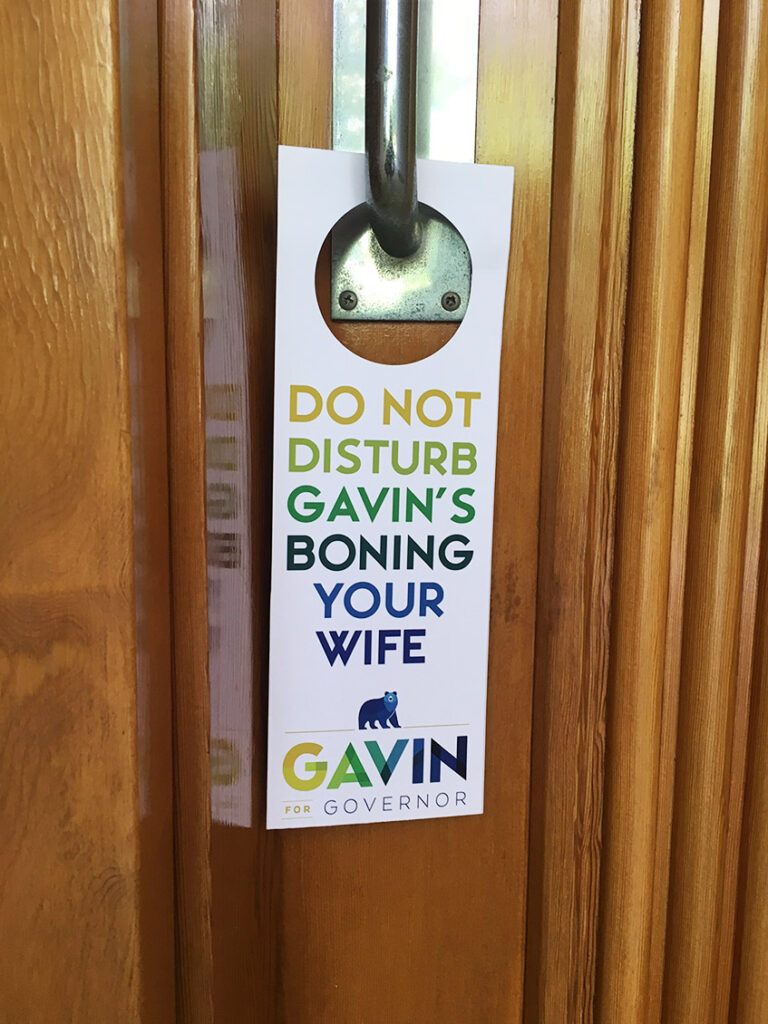 DO NOT
DISTURB
GAVIN'S
BONING
YOUR
WIFE
GAVIN
FOR GOVERNOR